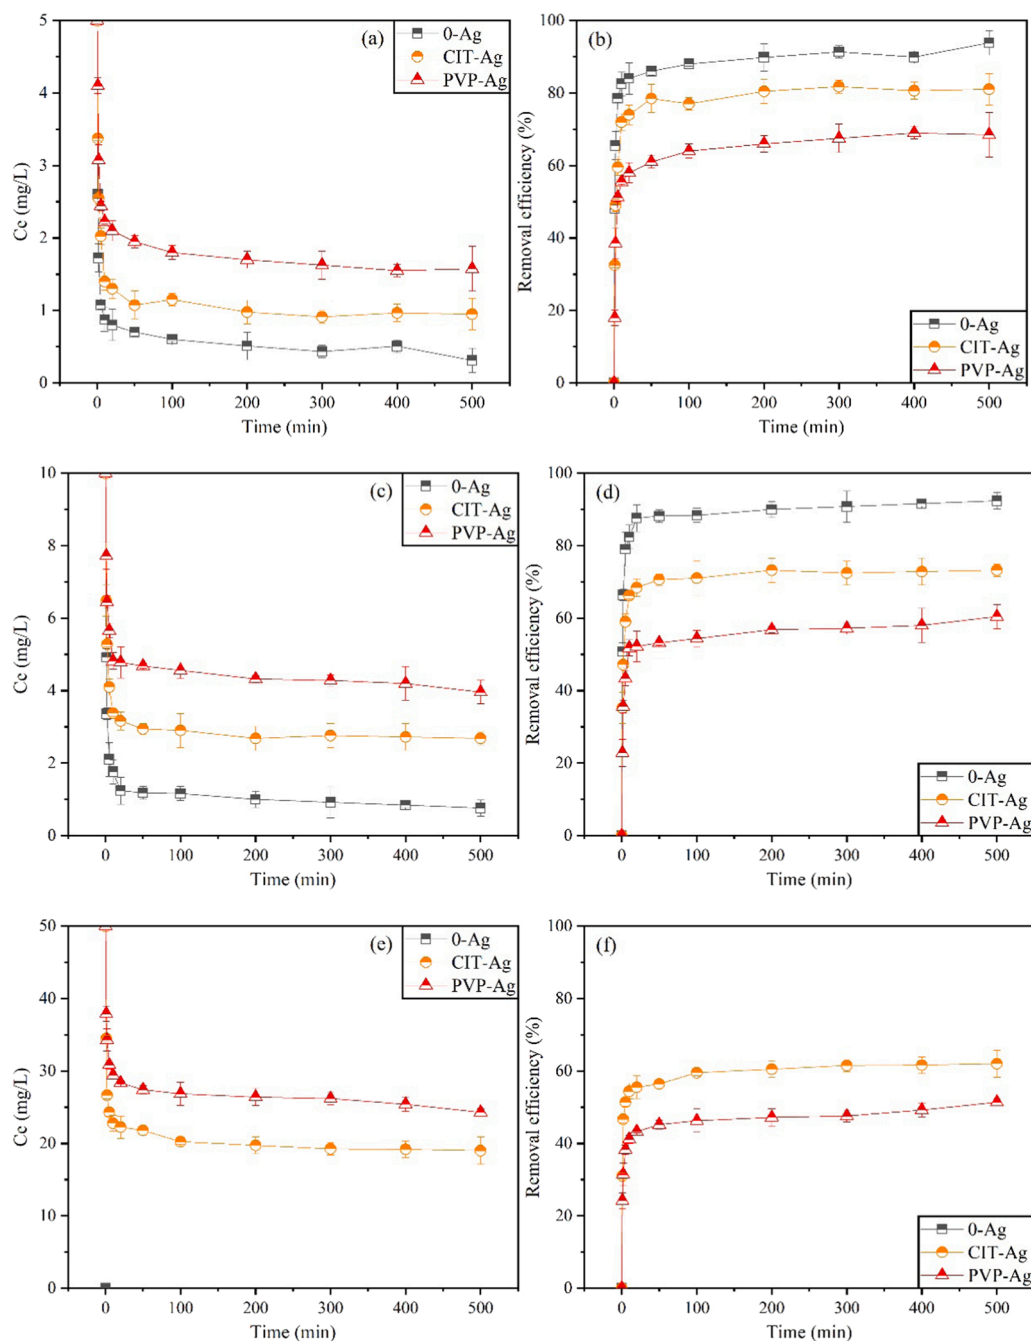 (a)
0-Ag
CIT-Ag
PVP-Ag
Cc (mg/L)
5
4
3
2
1
0
0 100 200 300 400 500
Time (min)
(b)
0-Ag
CIT-Ag
PVP-Ag
Removal efficiency (%)
100
80
60
40
20
0
0 100 200 300 400 500
Time (min)
(c)
0-Ag
CIT-Ag
PVP-Ag
Cc (mg/L)
10
8
6
4
2
0
0 100 200 300 400 500
Time (min)
(d)
0-Ag
CIT-Ag
PVP-Ag
Removal efficiency (%)
100
80
60
40
20
0
0 100 200 300 400 500
Time (min)
(e)
0-Ag
CIT-Ag
PVP-Ag
Cc (mg/L)
50
40
30
20
10
0
0 100 200 300 400 500
Time (min)
(f)
0-Ag
CIT-Ag
PVP-Ag
Removal efficiency (%)
100
80
60
40
20
0
0 100 200 300 400 500
Time (min)